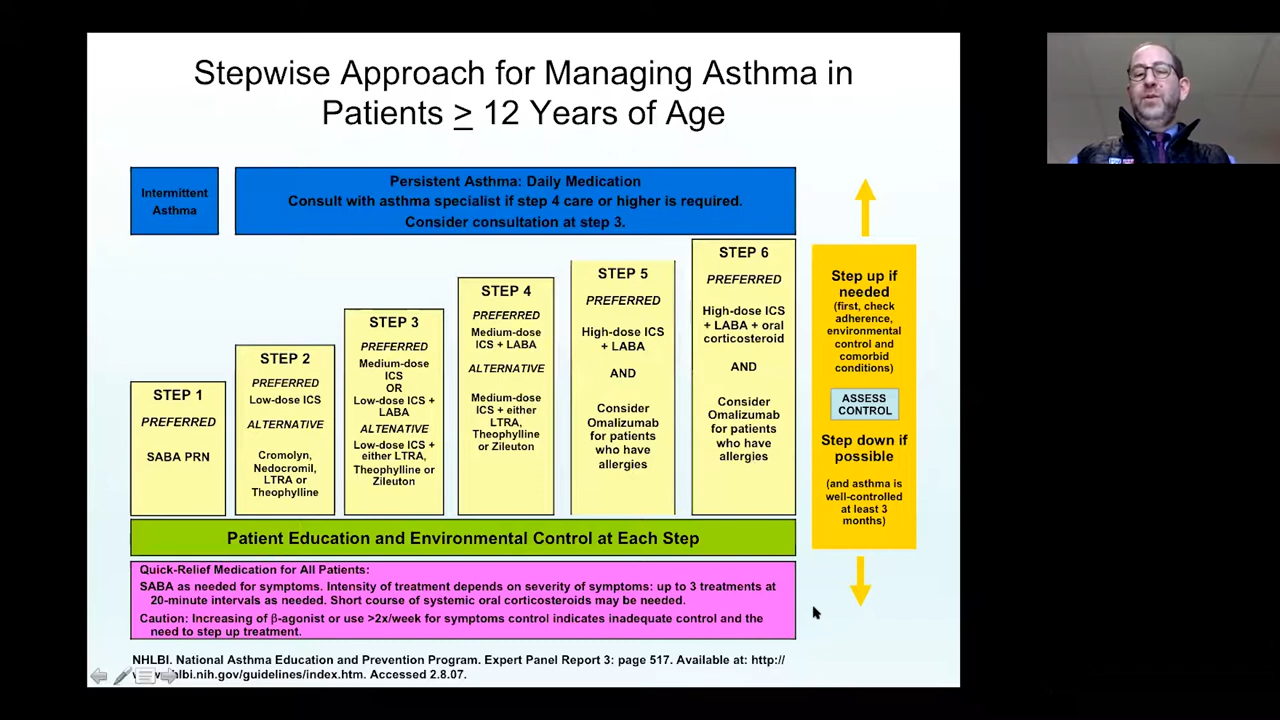 Stepwise Approach for Managing Asthma in
Patients > 12 Years of Age
Intermittent
Asthma
Persistent Asthma: Daily Medication
Consult with asthma specialist if step 4 care or higher is required.
Consider consultation at step 3.
STEP 1
PREFERRED
SABA PRN
STEP 2
PREFERRED
Low-dose ICS
ALTERNATIVE
Cromolyn,
Nedocromil,
LTRA or
Theophylline
STEP 3
PREFERRED
Medium-dose
ICS
OR
Low-dose ICS +
LABA
ALTENATIVE
Low-dose ICS +
either LTRA,
Theophylline or
Zileuton
STEP 4
PREFERRED
Medium-dose
ICS + LABA
ALTERNATIVE
Medium-dose
ICS + either
LTRA,
Theophylline
or Zileuton
STEP 5
PREFERRED
High-dose ICS
+ LABA
AND
Consider
Omalizumab
for patients
who have
allergies
STEP 6
PREFERRED
High-dose ICS
+ LABA + oral
corticosteroid
AND
Consider
Omalizumab
for patients
who have
allergies
Step up if
needed
(first, check
adherence,
environmental
control and
comorbid
conditions)
ASSESS
CONTROL
Step down if
possible
(and asthma is
well-controlled
at least 3
months)
Patient Education and Environmental Control at Each Step
Quick-Relief Medication for All Patients:
SABA as needed for symptoms. Intensity of treatment depends on severity of symptoms: up to 3 treatments at
20-minute intervals as needed. Short course of systemic oral corticosteroids may be needed.
Caution: Increasing of β-agonist or use >2x/week for symptoms control indicates inadequate control and the
need to step up treatment.
NHLBI. National Asthma Education and Prevention Program. Expert Panel Report 3: page 517. Available at: http://
hlbi.nih.gov/guidelines/index.htm. Accessed 2.8.07.